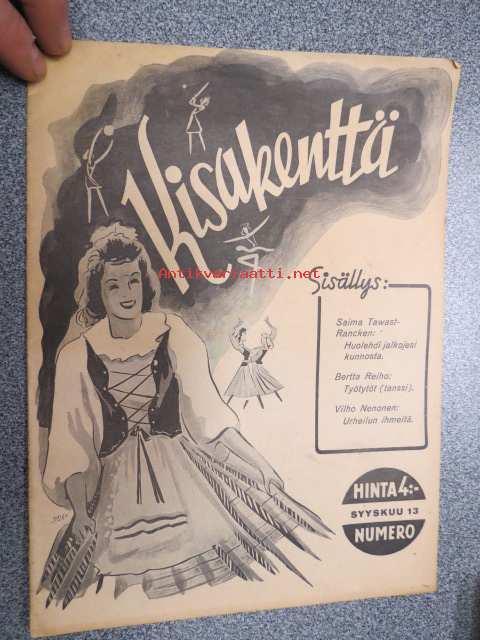 Kisakenttä
Antikvariaatti.net
Sisällys:
Saima Tawast-
Rancken:
Huolehdi jalkojesi
kunnosta.
Bertta Reiho:
Työtytöt (tanssi).
Vilho Nenonen:
Urheilun ihmeitä.
HINTA 4:-
SYYSKUU 13
NUMERO